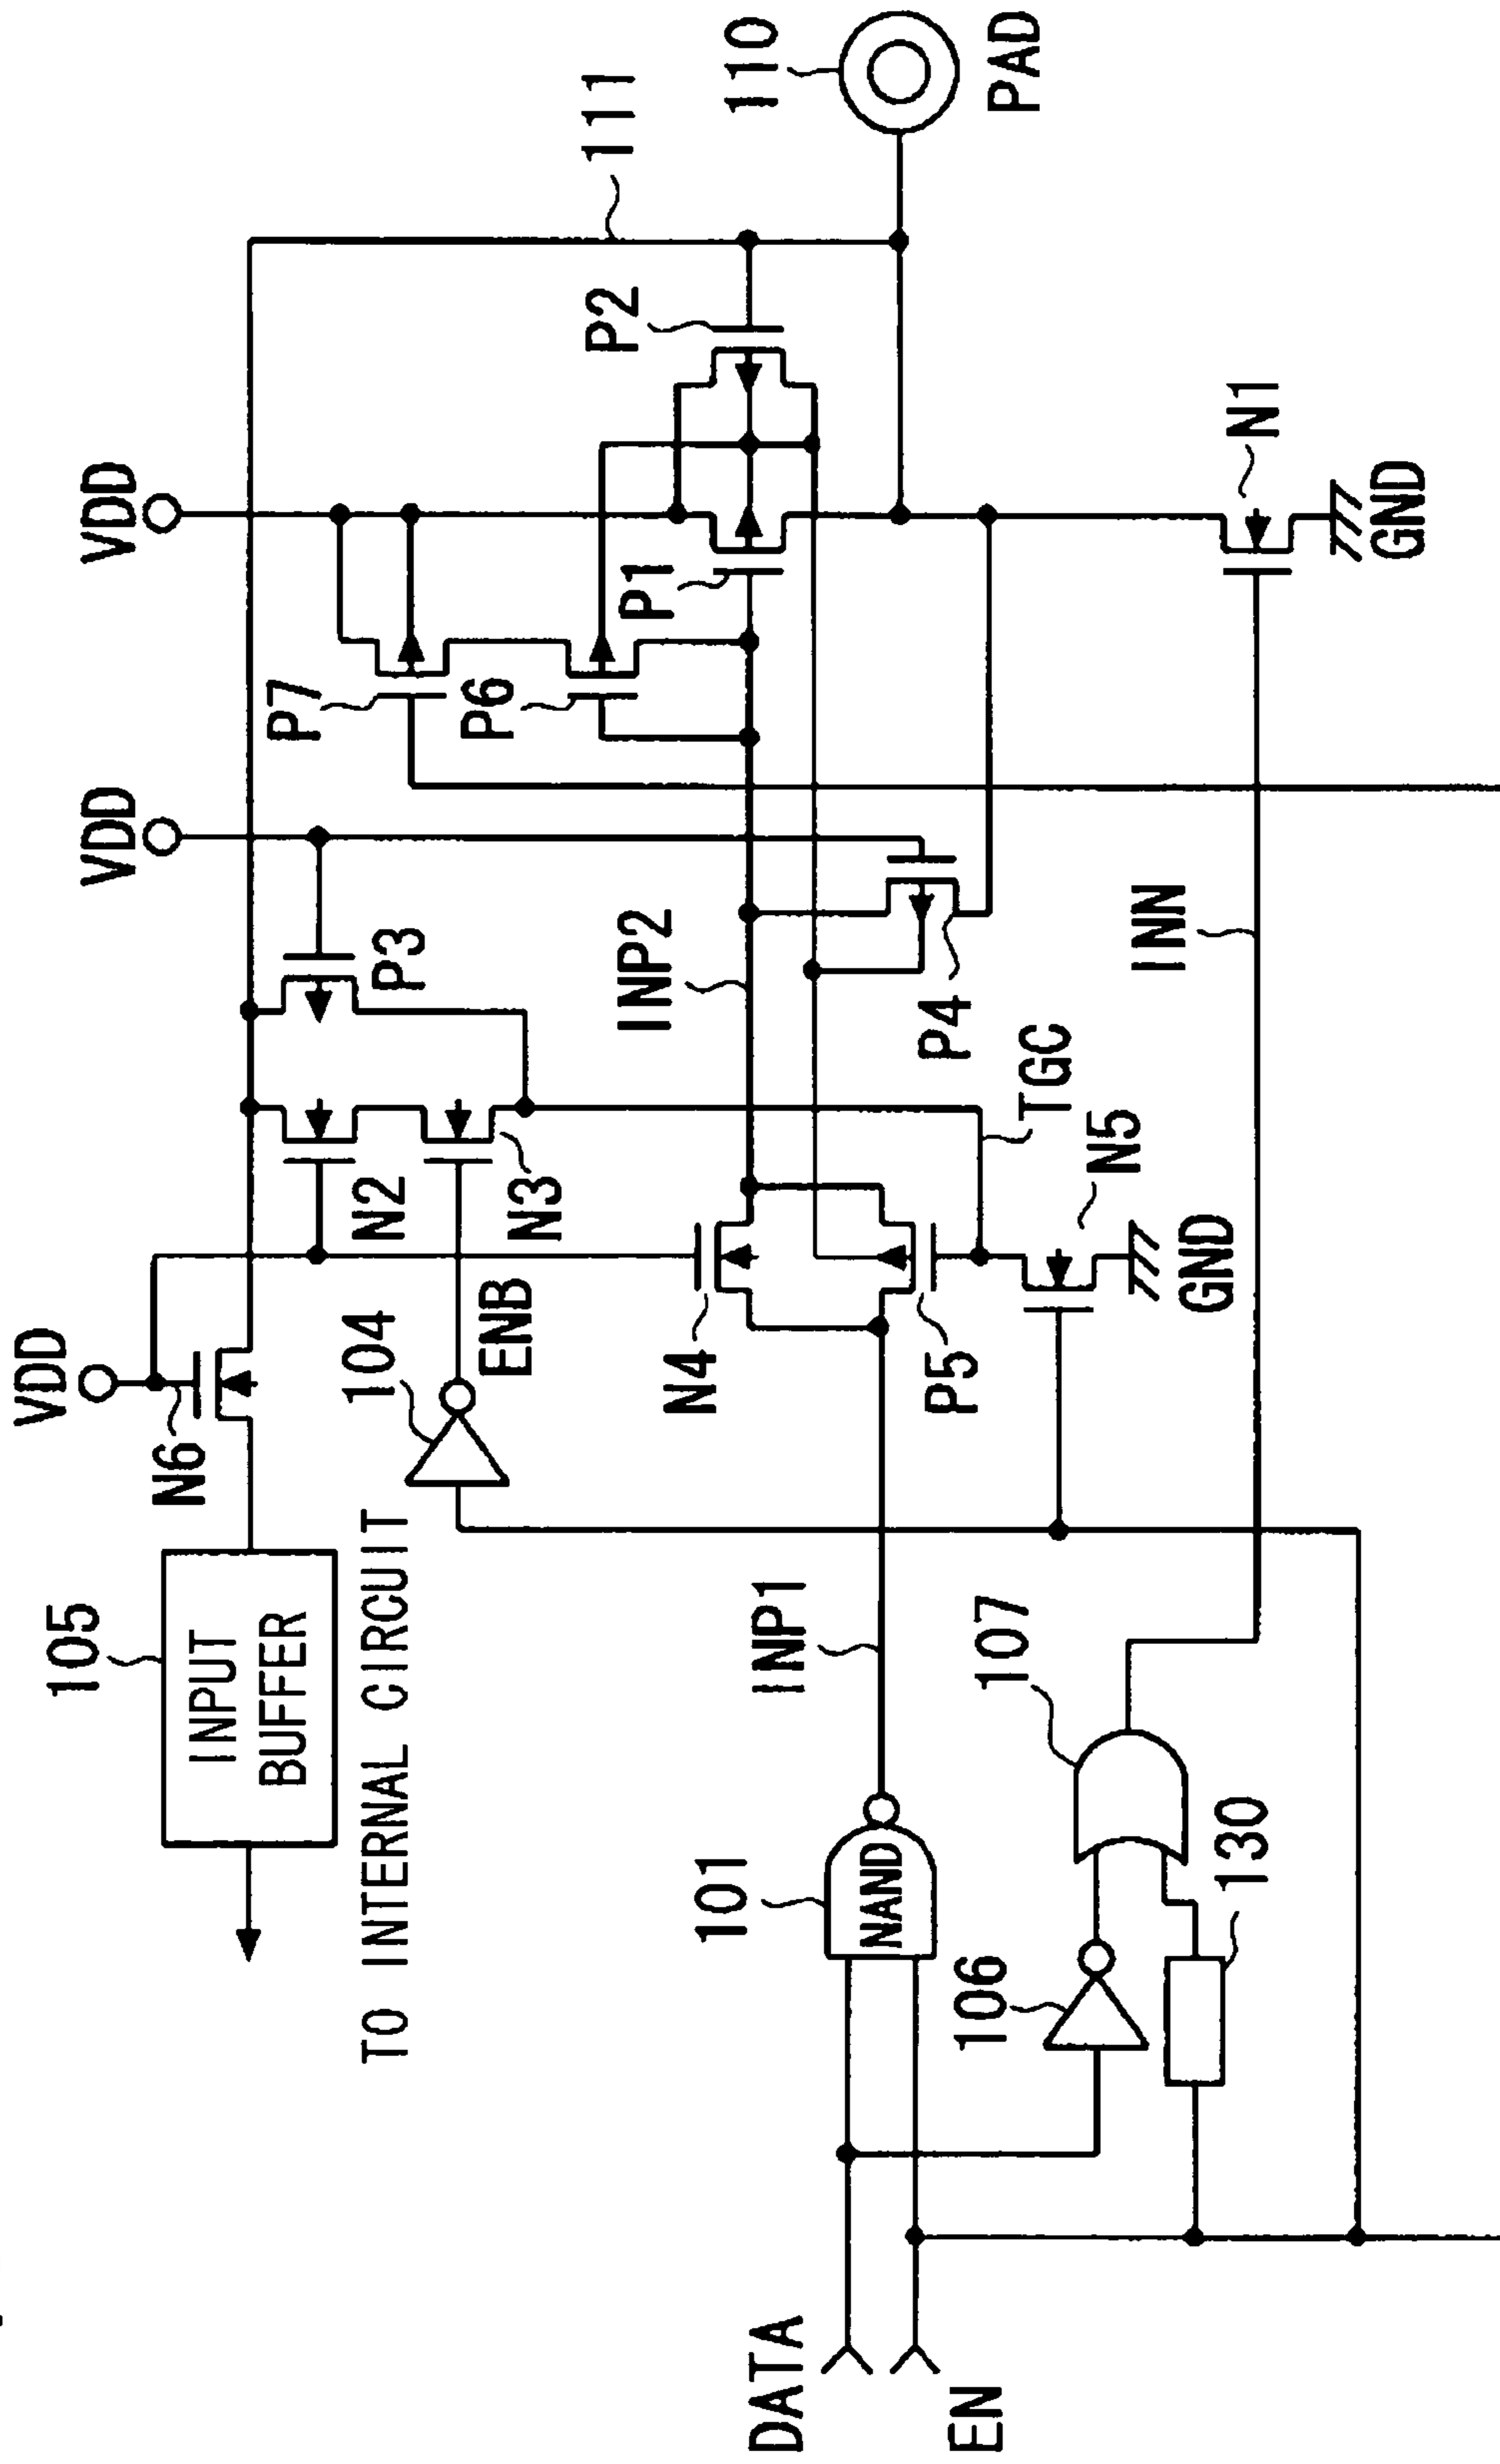 VDD
VDD
VDD
N6
105
INPUT
BUFFER
TO INTERNAL CIRCUIT
104
ENB
N2
N3
P3
P7
P6
P1
P2
111
110
PAD
INP2
N4
P5
P4
TGC
N5
GND
INN
N1
GND
INP1
101
NAND
107
106
130
DATA
EN